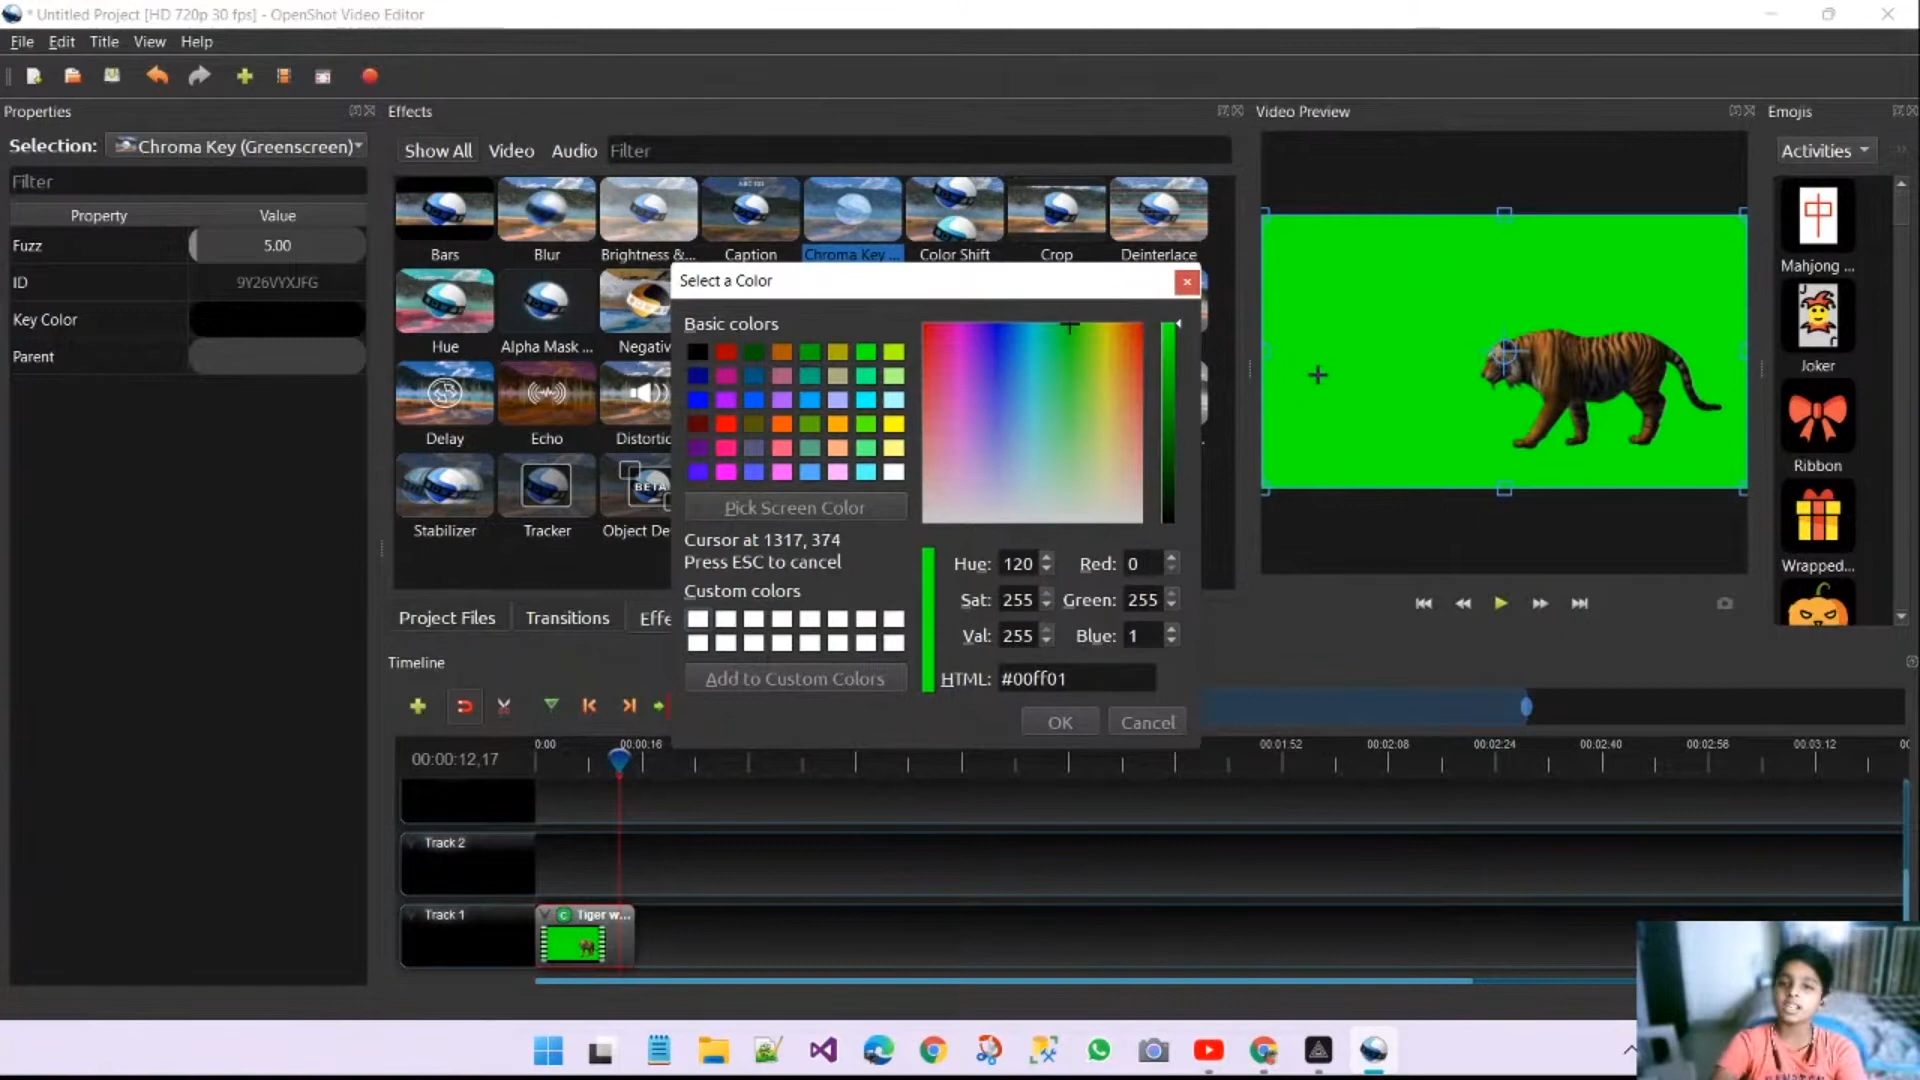 * Untitled Project [HD 720p 30 fps] - OpenShot Video Editor
File Edit Title View Help
Properties
Effects
Video Preview
Emojis
Selection: Chroma Key (Greenscreen)
Show All Video Audio Filter
Activities
Filter
Property Value
Fuzz 5.00
ID 9Y26VYXJFG
Key Color
Parent
Bars Blur Brightness &... Caption Chroma Key ... Color Shift Crop Deinterlace
Hue Alpha Mask ... Negativ
Delay Echo Distortio
BETA
Stabilizer Tracker Object De
Select a Color
Basic colors
Pick Screen Color
Cursor at 1317, 374
Press ESC to cancel
Custom colors
Add to Custom Colors
Hue: 120 Red: 0
Sat: 255 Green: 255
Val: 255 Blue: 1
HTML: #00ff01
OK Cancel
Mahjong ...
Joker
Ribbon
Wrapped...
Project Files Transitions Effe
Timeline
00:00:12,17
0:00 00:00:16 00:01:52 00:02:08 00:02:24 00:02:40 00:02:56 00:03:12
Track 2
Track 1
Tiger w...